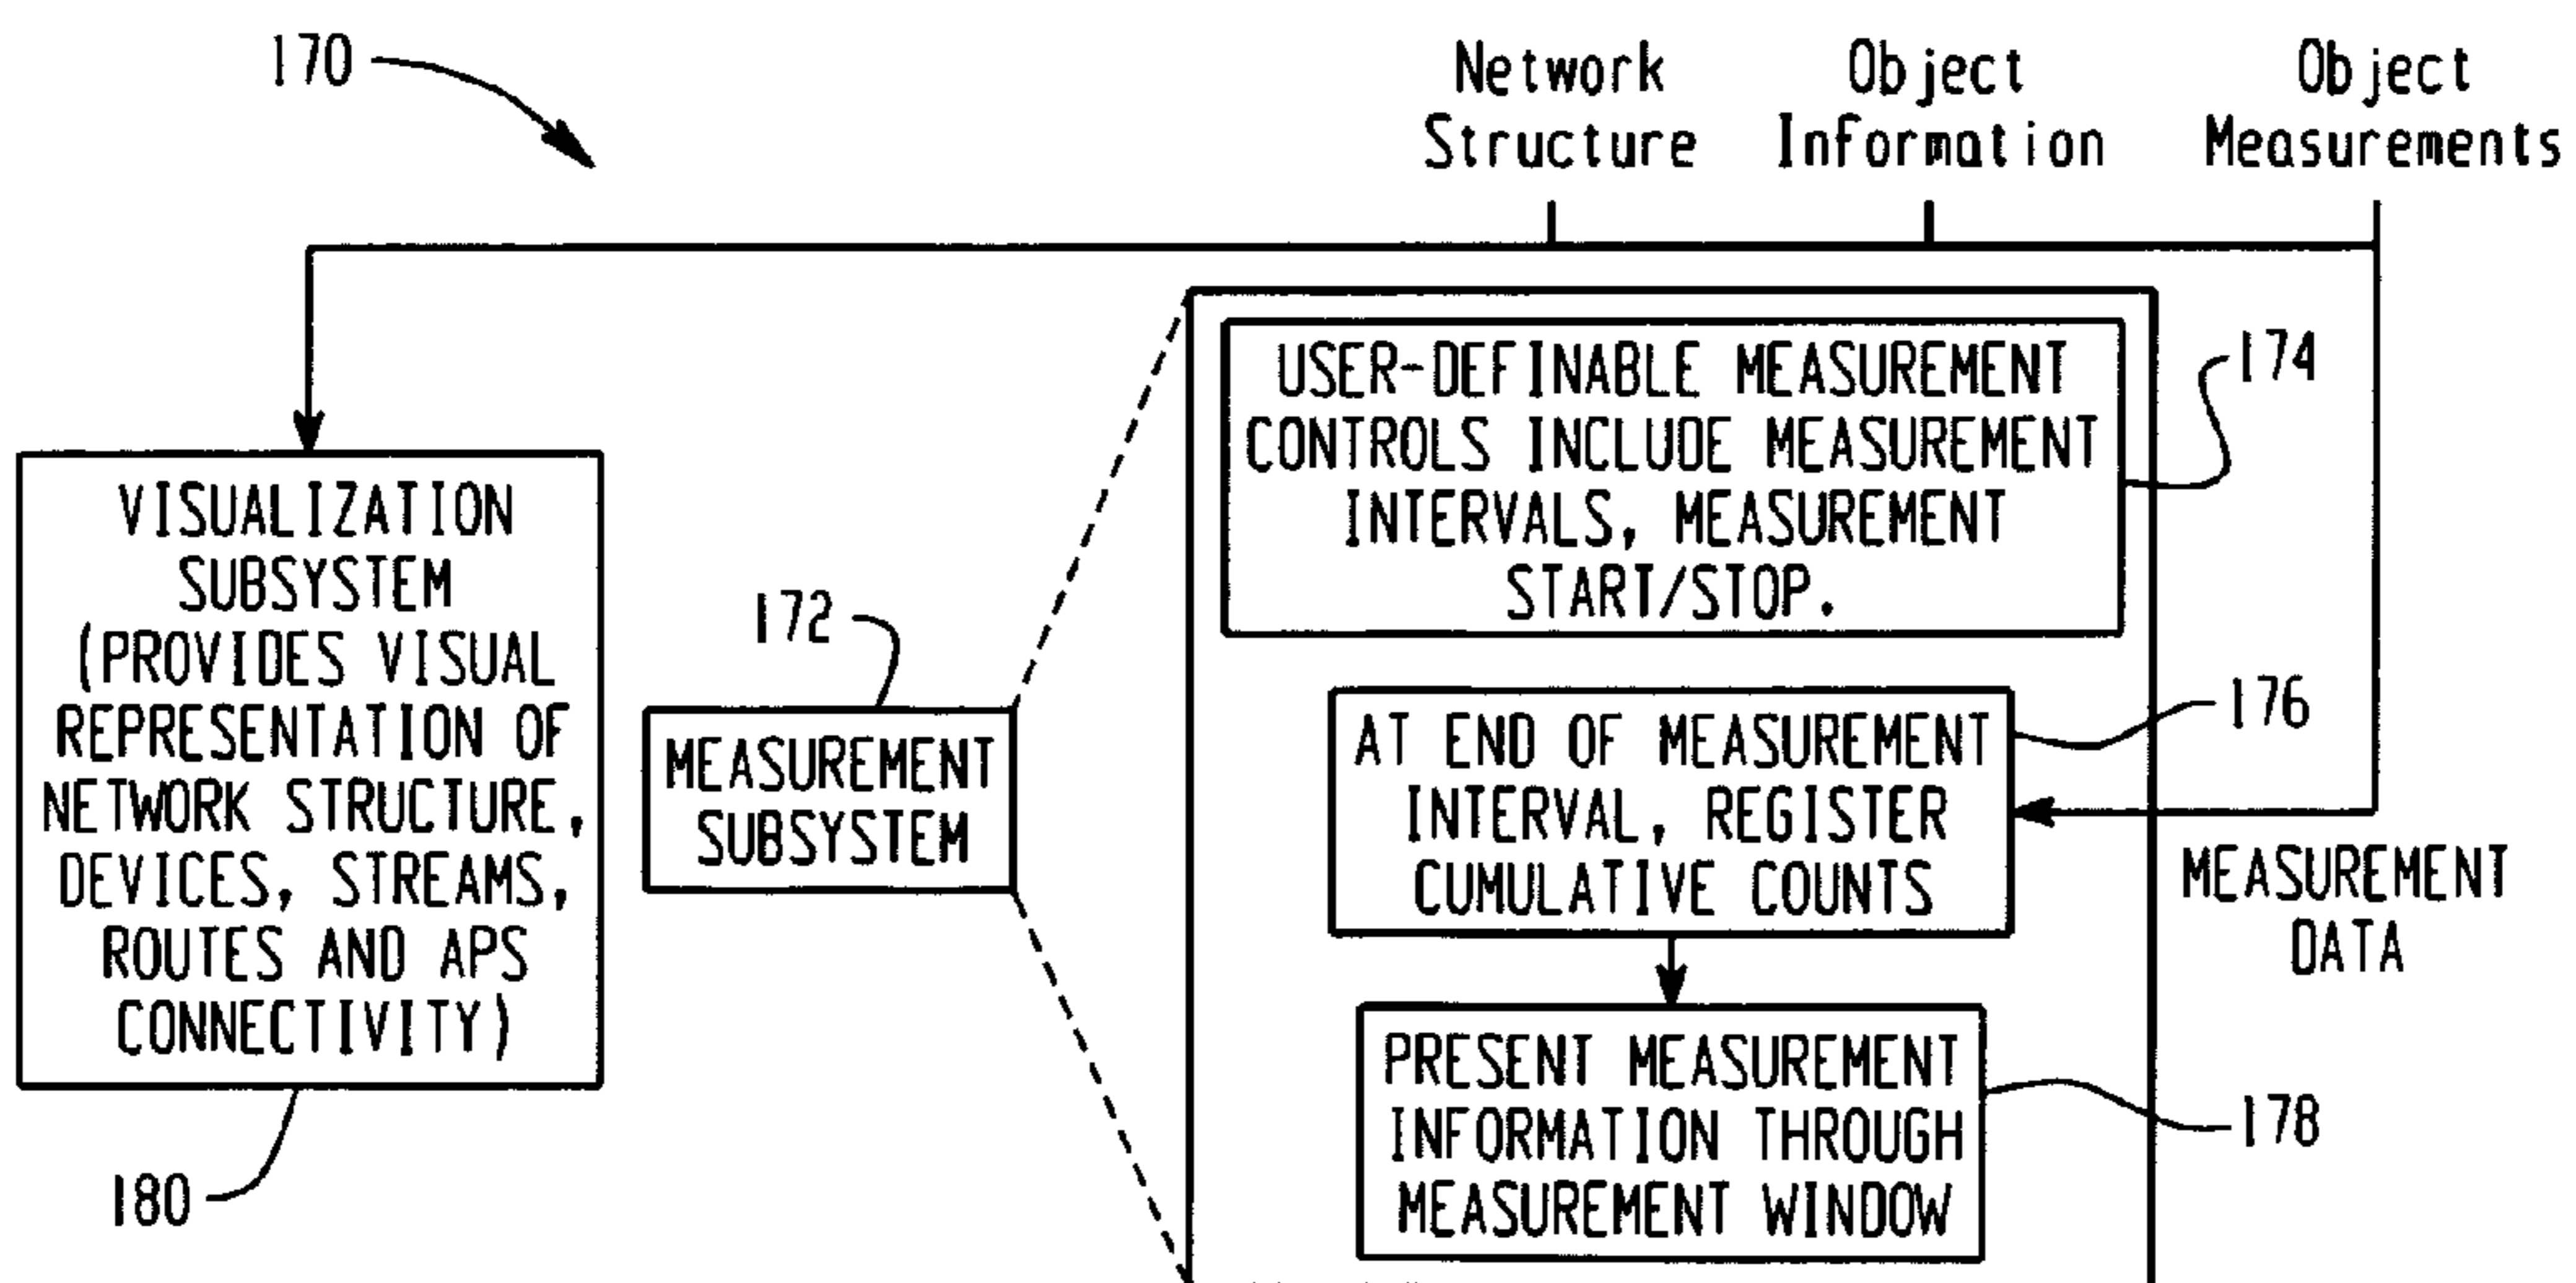 170
Network
Structure
Object
Information
Object
Measurements
VISUALIZATION
SUBSYSTEM
(PROVIDES VISUAL
REPRESENTATION OF
NETWORK STRUCTURE,
DEVICES, STREAMS,
ROUTES AND APS
CONNECTIVITY)
180
172
MEASUREMENT
SUBSYSTEM
USER-DEFINABLE MEASUREMENT
CONTROLS INCLUDE MEASUREMENT
INTERVALS, MEASUREMENT
START/STOP.
174
AT END OF MEASUREMENT
INTERVAL, REGISTER
CUMULATIVE COUNTS
176
MEASUREMENT
DATA
PRESENT MEASUREMENT
INFORMATION THROUGH
MEASUREMENT WINDOW
178